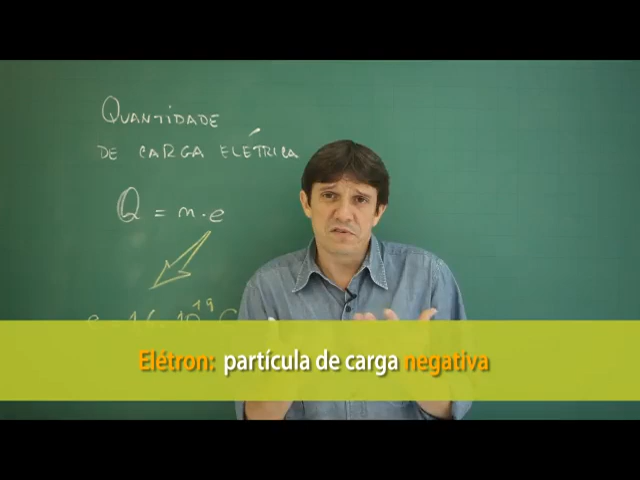 QUANTIDADE
DE CARGA ELÉTRICA
Q = n.e
Elétron: partícula de carga negativa